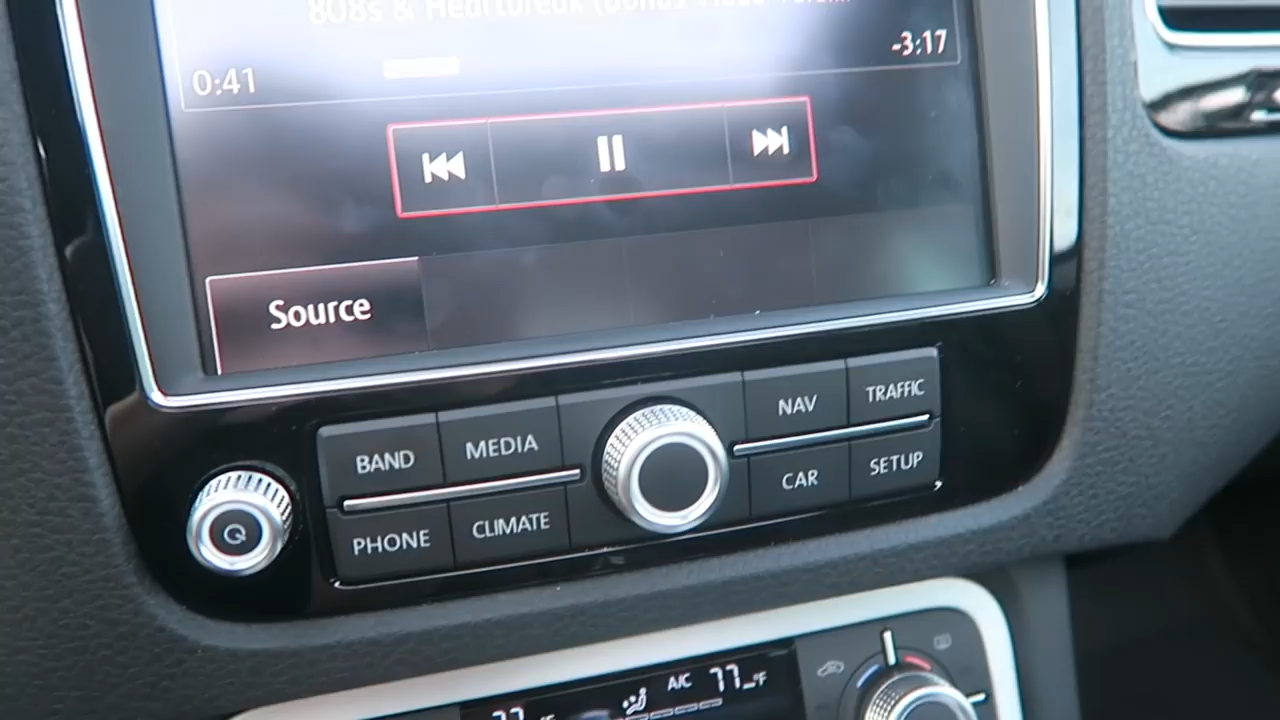 808s & Heartbreak (Bonus
0:41
-3:17
Source
BAND
MEDIA
NAV
TRAFFIC
PHONE
CLIMATE
CAR
SETUP
A/C 77 °F